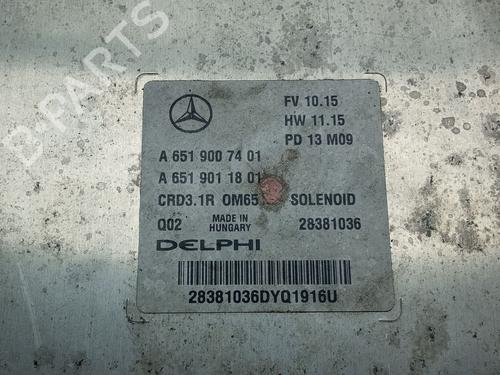 B-PARTS
FV 10.15
HW 11.15
PD 13 M09
A 651 900 74 01
A 651 901 18 01
CRD3.1R OM65 SOLENOID
Q02 MADE IN HUNGARY 28381036
DELPHI
28381036DYQ1916U